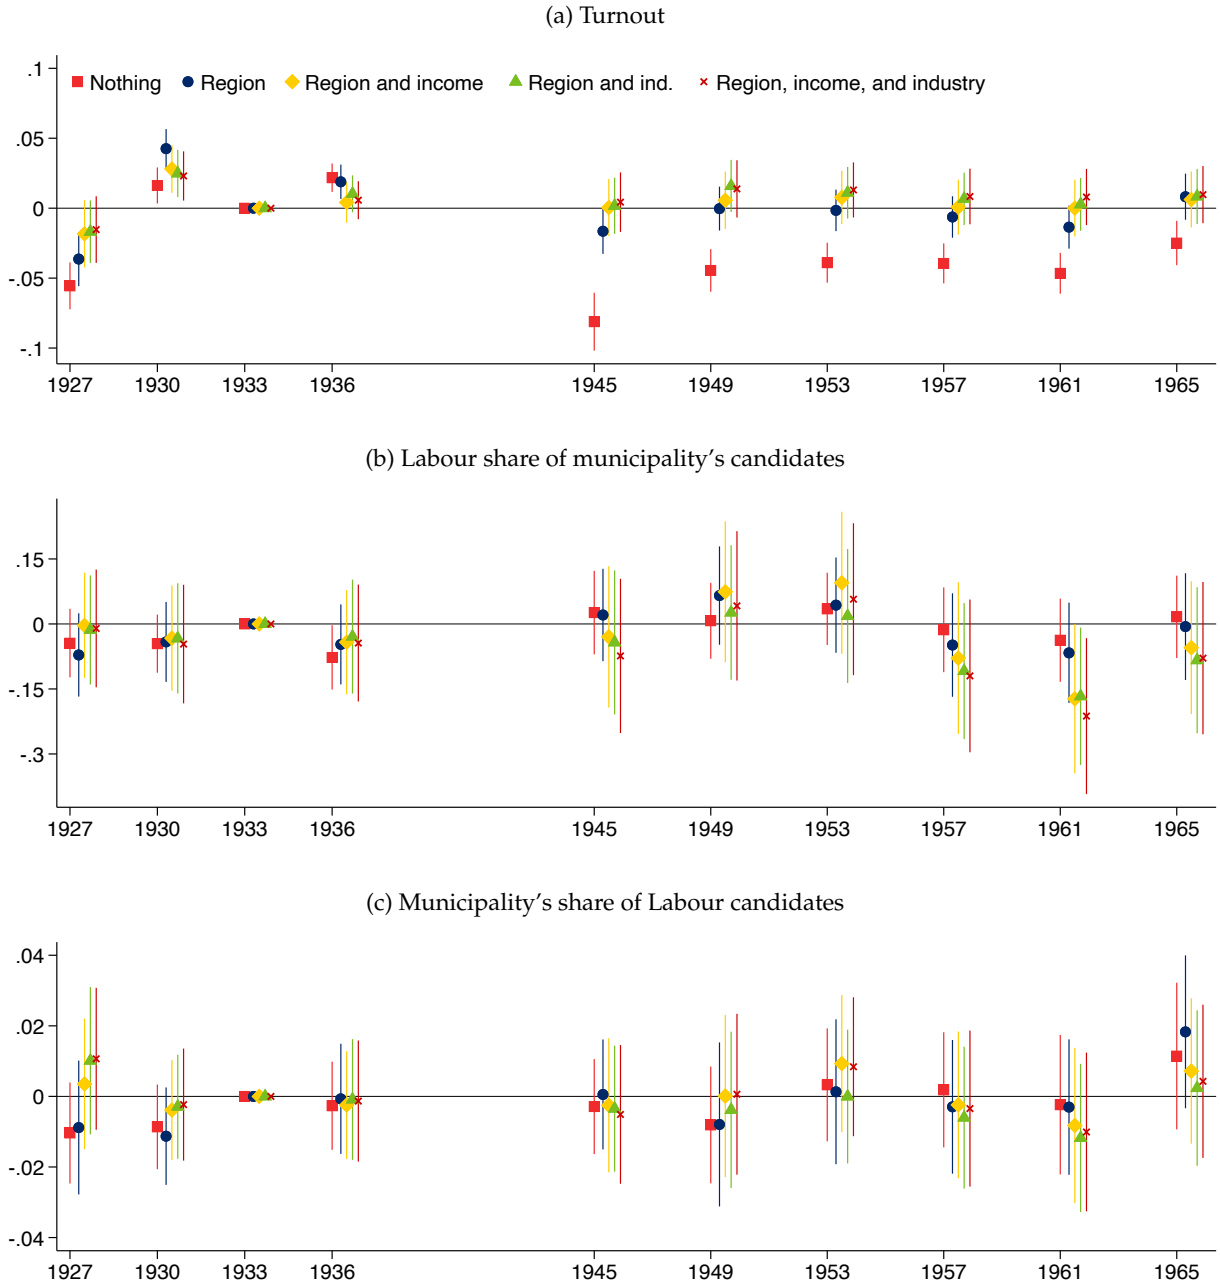 (a) Turnout
.1
Nothing Region Region and income Region and ind. Region, income, and industry
.05
0
-.05
-.1
1927 1930 1933 1936 1945 1949 1953 1957 1961 1965
(b) Labour share of municipality's candidates
.15
0
-.15
-.3
1927 1930 1933 1936 1945 1949 1953 1957 1961 1965
(c) Municipality's share of Labour candidates
.04
.02
0
-.02
-.04
1927 1930 1933 1936 1945 1949 1953 1957 1961 1965